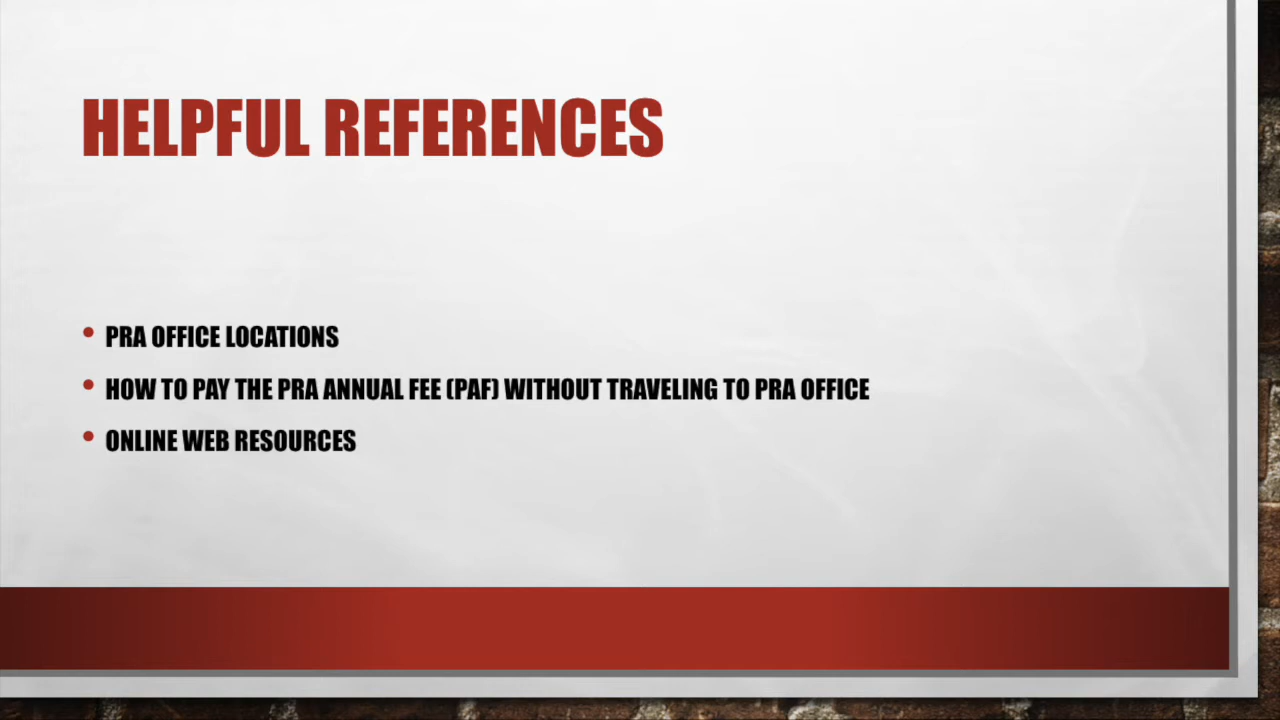 HELPFUL REFERENCES
• PRA OFFICE LOCATIONS
• HOW TO PAY THE PRA ANNUAL FEE (PAF) WITHOUT TRAVELING TO PRA OFFICE
• ONLINE WEB RESOURCES